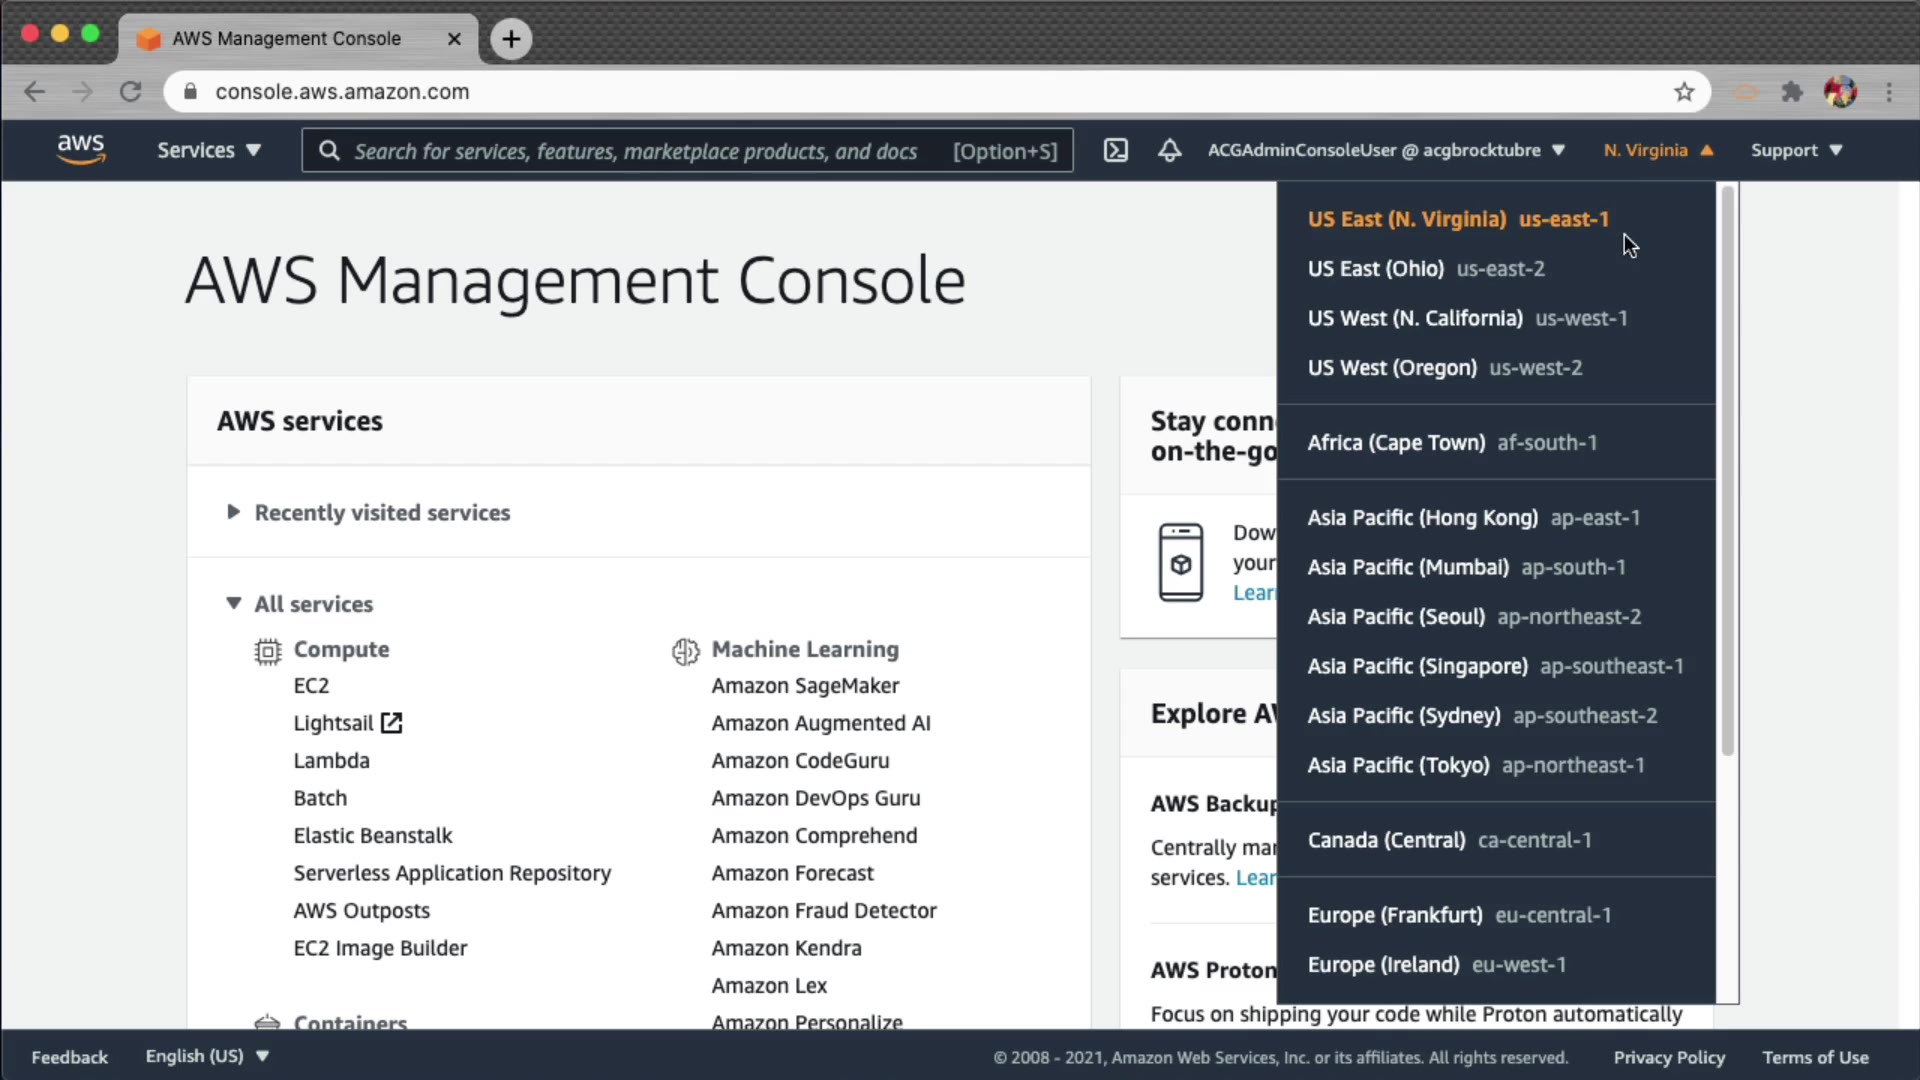 AWS Management Console
console.aws.amazon.com
aws
Services
Search for services, features, marketplace products, and docs [Option+S]
ACGAdminConsoleUser @ acgbrocktubre
N. Virginia
Support
AWS Management Console
AWS services
Recently visited services
All services
Compute
EC2
Lightsail
Lambda
Batch
Elastic Beanstalk
Serverless Application Repository
AWS Outposts
EC2 Image Builder
Containers
Machine Learning
Amazon SageMaker
Amazon Augmented AI
Amazon CodeGuru
Amazon DevOps Guru
Amazon Comprehend
Amazon Forecast
Amazon Fraud Detector
Amazon Kendra
Amazon Lex
Amazon Personalize
Stay conn
on-the-go
Dow
your
Lear
Explore AW
AWS Backup
Centrally mar
services. Lear
AWS Proton
Focus on shipping your code while Proton automatically
US East (N. Virginia) us-east-1
US East (Ohio) us-east-2
US West (N. California) us-west-1
US West (Oregon) us-west-2
Africa (Cape Town) af-south-1
Asia Pacific (Hong Kong) ap-east-1
Asia Pacific (Mumbai) ap-south-1
Asia Pacific (Seoul) ap-northeast-2
Asia Pacific (Singapore) ap-southeast-1
Asia Pacific (Sydney) ap-southeast-2
Asia Pacific (Tokyo) ap-northeast-1
Canada (Central) ca-central-1
Europe (Frankfurt) eu-central-1
Europe (Ireland) eu-west-1
Feedback
English (US)
© 2008 - 2021, Amazon Web Services, Inc. or its affiliates. All rights reserved.
Privacy Policy
Terms of Use